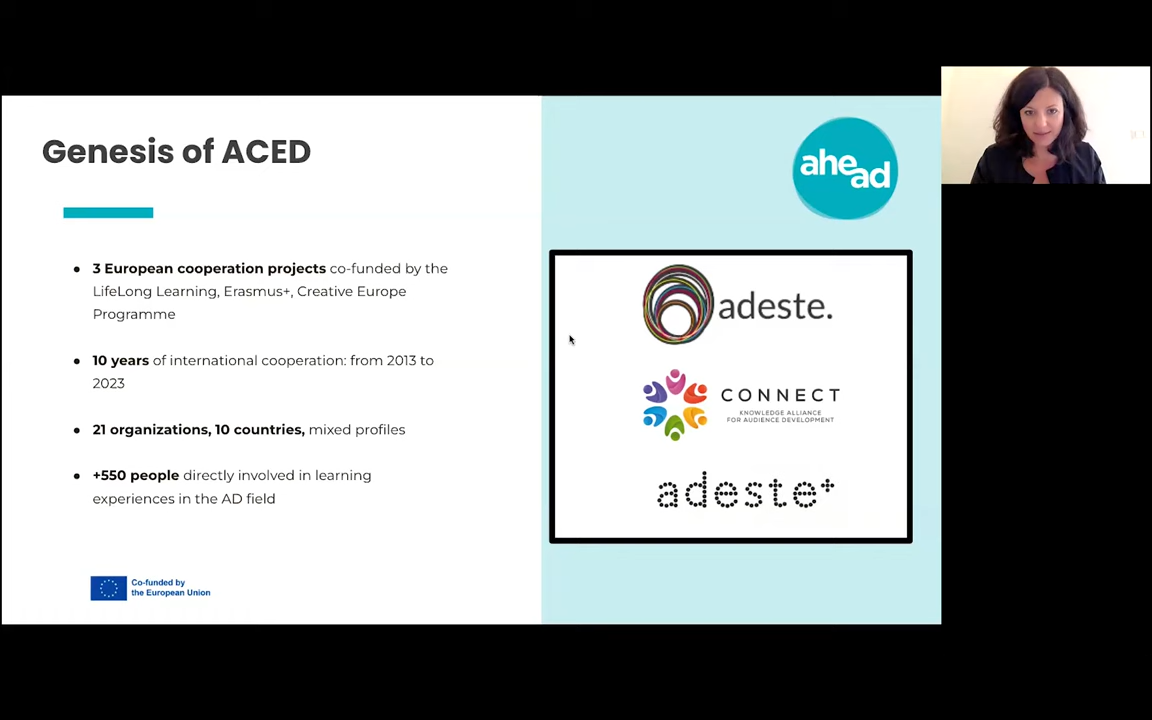 Genesis of ACED
ahe
ad
● 3 European cooperation projects co-funded by the
LifeLong Learning, Erasmus+, Creative Europe
Programme
● 10 years of international cooperation: from 2013 to
2023
● 21 organizations, 10 countries, mixed profiles
● +550 people directly involved in learning
experiences in the AD field
adeste.
CONNECT
KNOWLEDGE ALLIANCE
FOR AUDIENCE DEVELOPMENT
adeste+
Co-funded by
the European Union